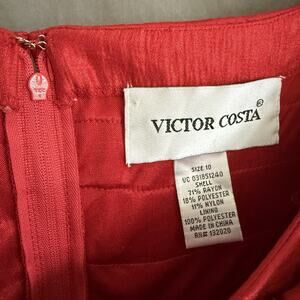 VICTOR COSTA®
SIZE 10
VC 031851240
SHELL
71% RAYON
18% POLYESTER
11% NYLON
LINING
100% POLYESTER
MADE IN CHINA
RN# 132020